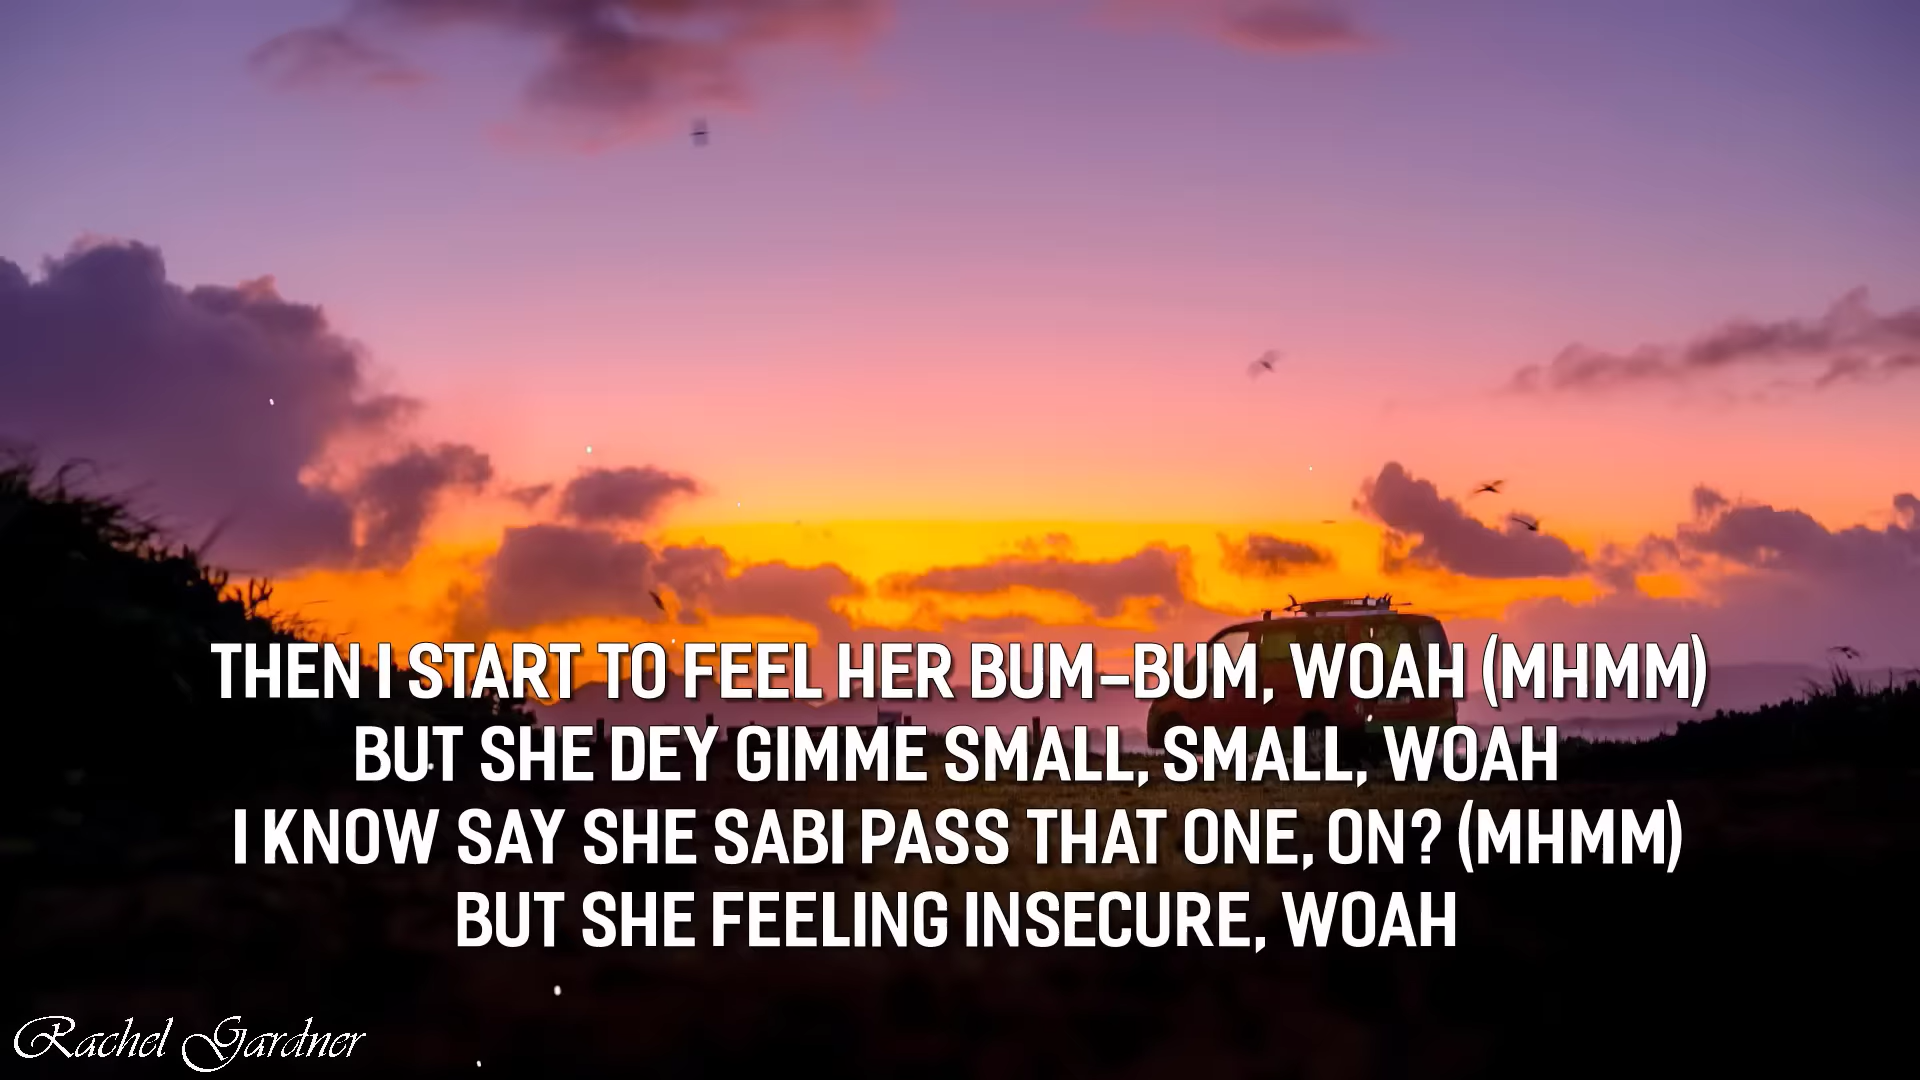 THEN I START TO FEEL HER BUM-BUM, WOAH (MHMM)
BUT SHE DEY GIMME SMALL, SMALL, WOAH
I KNOW SAY SHE SABI PASS THAT ONE, ON? (MHMM)
BUT SHE FEELING INSECURE, WOAH
Rachel Gardner